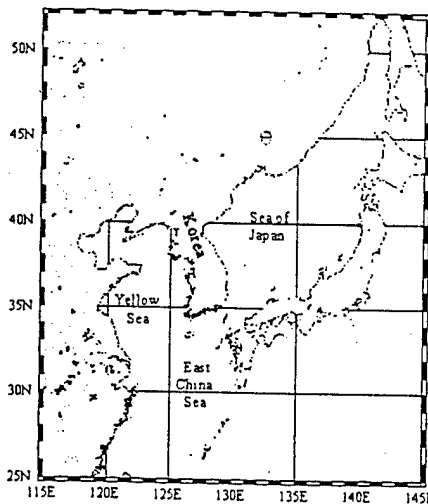 50N
45N
40N
35N
30N
25N
115E 120E 125E 130E 135E 140E 145E
Korea
Sea of
Japan
Yellow
Sea
East
China
Sea